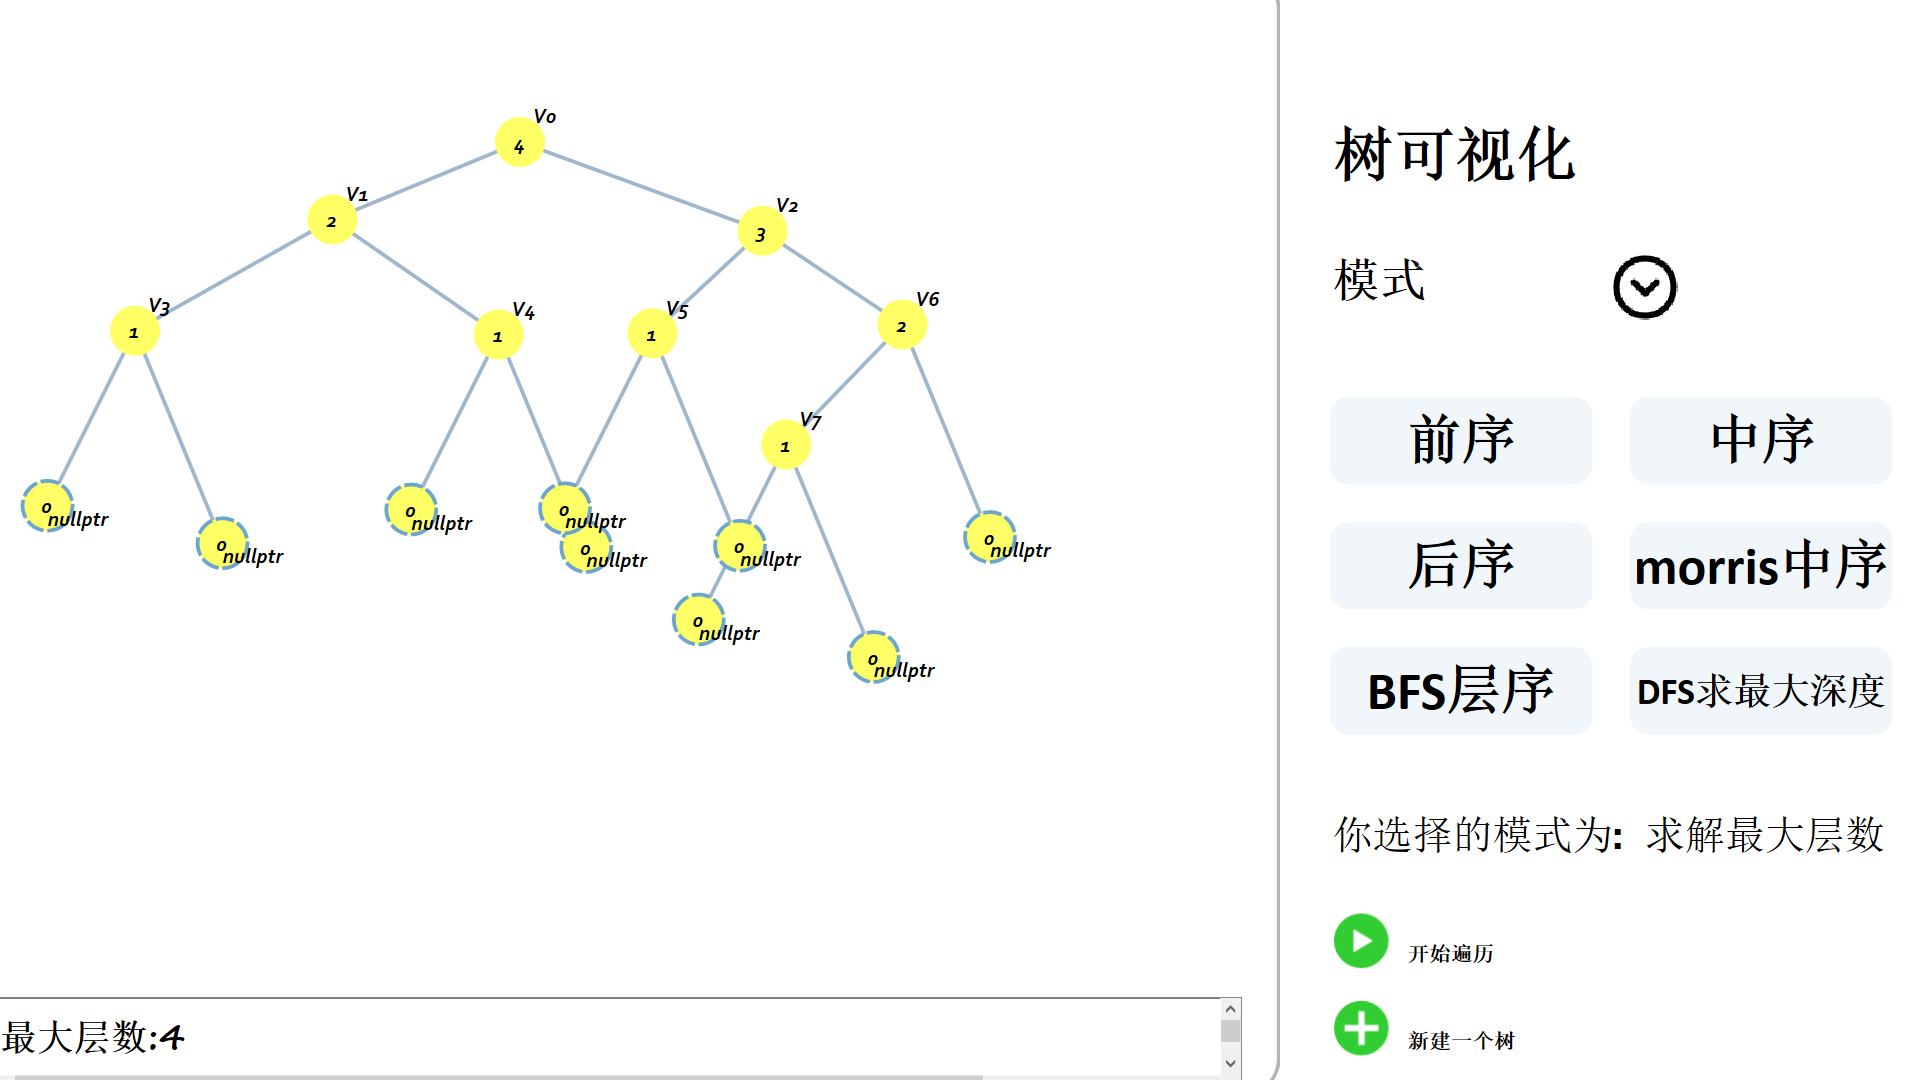 V0
4
V1
2
V2
3
V3
1
V4
1
V5
1
V6
2
V7
1
0
nullptr
0
nullptr
0
nullptr
0
nullptr
0
nullptr
0
nullptr
0
nullptr
0
nullptr
0
nullptr
最大层数:4
树可视化
模式
前序
中序
后序
morris中序
BFS层序
DFS求最大深度
你选择的模式为: 求解最大层数
开始遍历
新建一个树